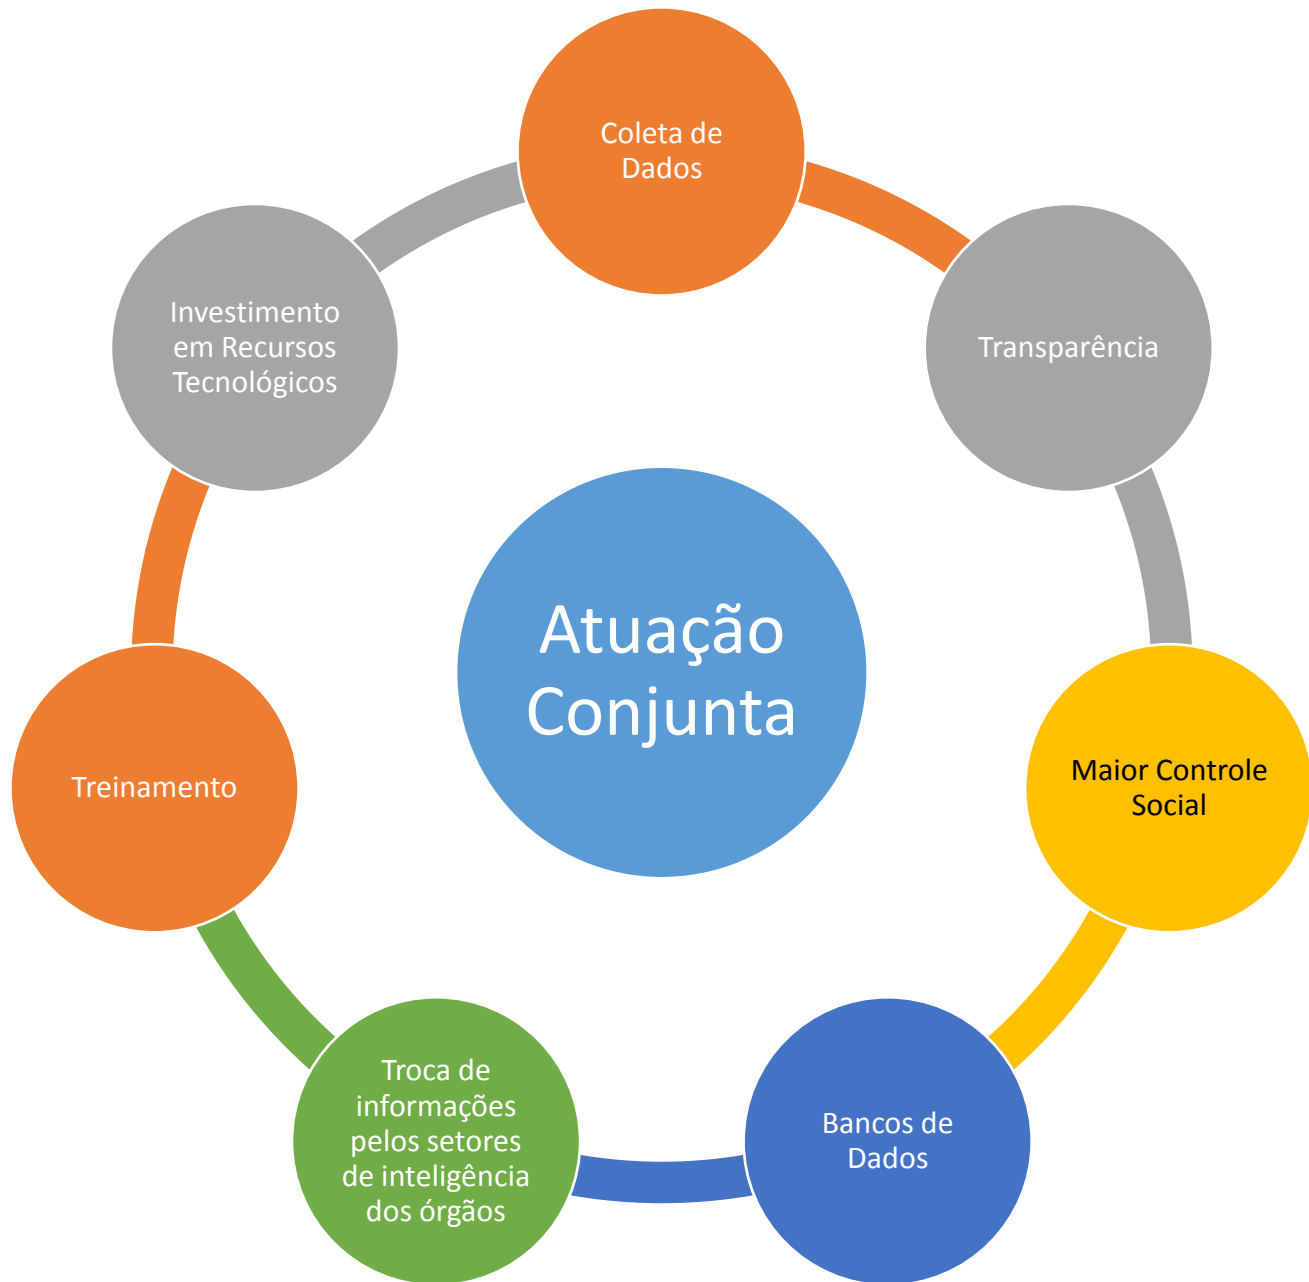 Coleta de
Dados
Transparência
Maior Controle
Social
Bancos de
Dados
Troca de
informações
pelos setores
de inteligência
dos órgãos
Treinamento
Investimento
em Recursos
Tecnológicos
Atuação
Conjunta